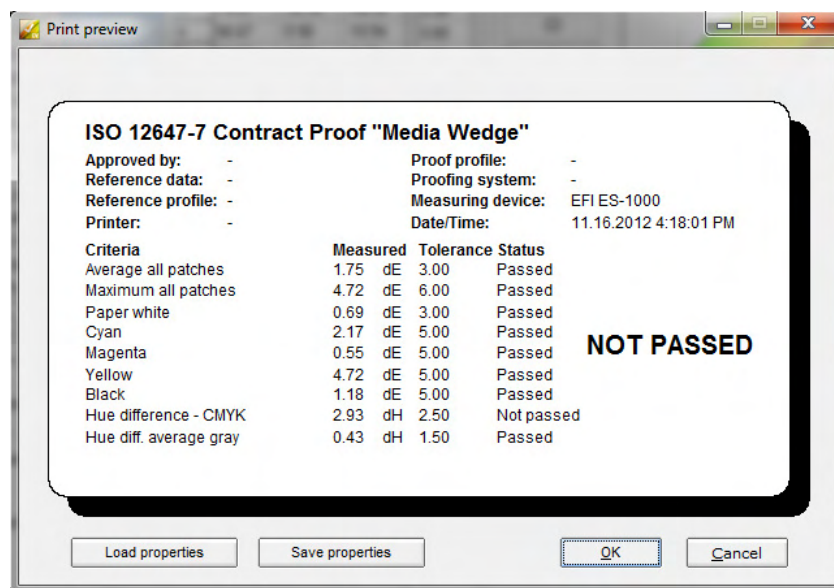 Print preview
ISO 12647-7 Contract Proof "Media Wedge"
Approved by: - Proof profile: -
Reference data: - Proofing system: -
Reference profile: - Measuring device: EFI ES-1000
Printer: - Date/Time: 11.16.2012 4:18:01 PM
Criteria Measured Tolerance Status
Average all patches 1.75 dE 3.00 Passed
Maximum all patches 4.72 dE 6.00 Passed
Paper white 0.69 dE 3.00 Passed
Cyan 2.17 dE 5.00 Passed
Magenta 0.55 dE 5.00 Passed
NOT PASSED
Yellow 4.72 dE 5.00 Passed
Black 1.18 dE 5.00 Passed
Hue difference - CMYK 2.93 dH 2.50 Not passed
Hue diff. average gray 0.43 dH 1.50 Passed
Load properties Save properties OK Cancel